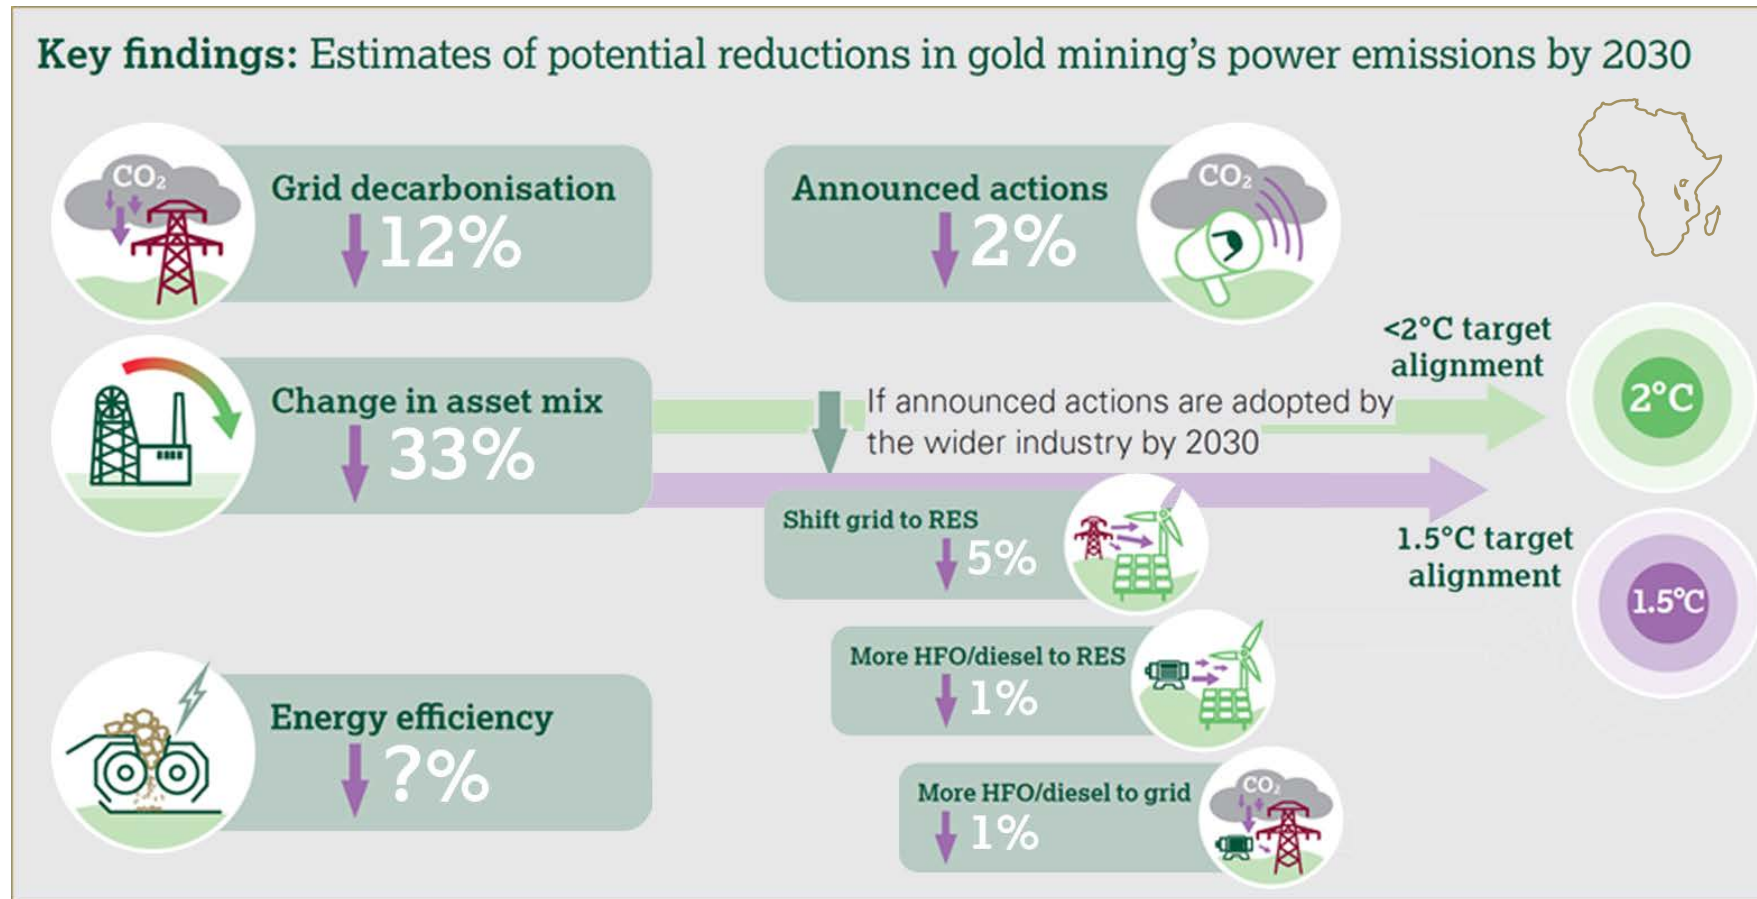 Key findings: Estimates of potential reductions in gold mining's power emissions by 2030
CO₂
Grid decarbonisation
12%
Announced actions
2%
CO₂
Change in asset mix
33%
If announced actions are adopted by
the wider industry by 2030
<2°C target
alignment
2°C
Shift grid to RES
5%
1.5°C target
alignment
1.5°C
More HFO/diesel to RES
1%
Energy efficiency
?%
More HFO/diesel to grid
1%
CO₂